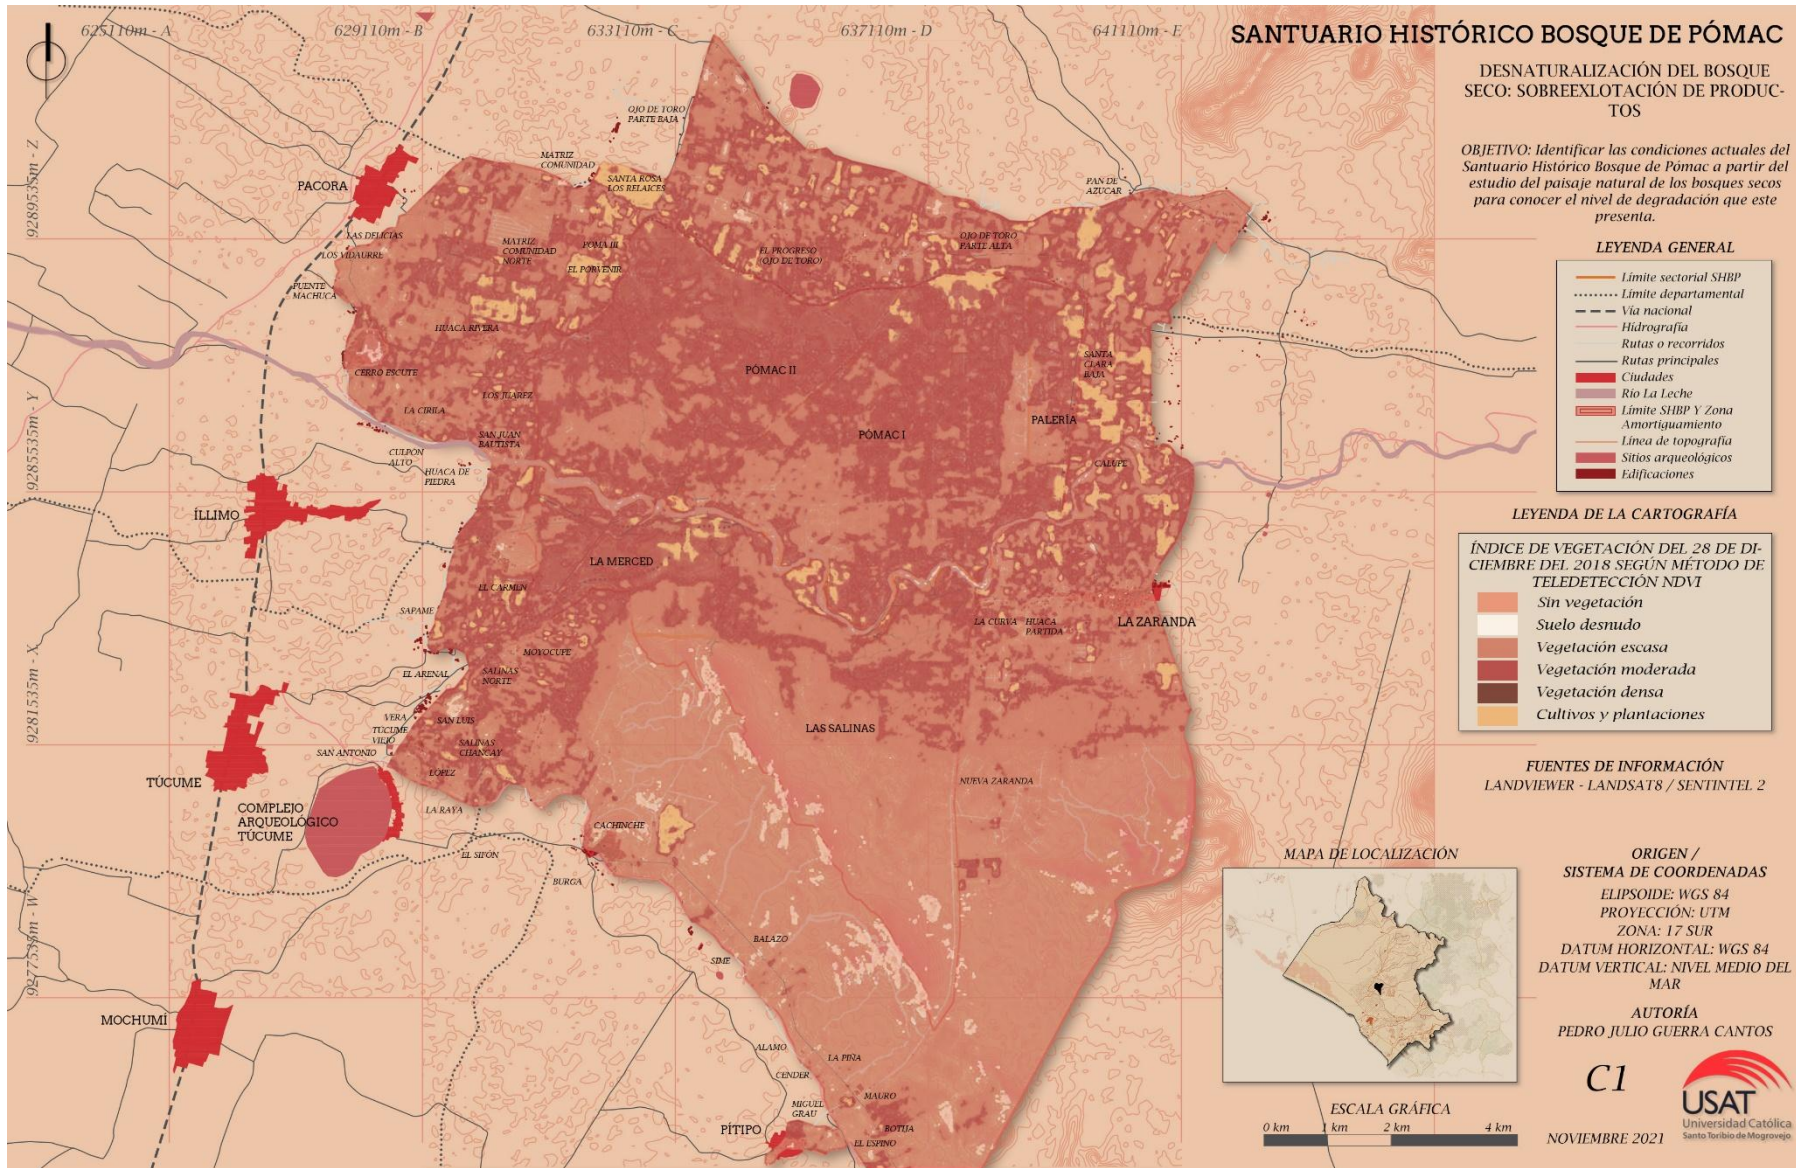 625110m - A
629110m - B
633110m - C
637110m - D
641110m - E
SANTUARIO HISTÓRICO BOSQUE DE PÓMAC
DESNATURALIZACIÓN DEL BOSQUE
SECO: SOBREEXLOTACIÓN DE PRODUC-
TOS
OBJETIVO: Identificar las condiciones actuales del
Santuario Histórico Bosque de Pómac a partir del
estudio del paisaje natural de los bosques secos
para conocer el nivel de degradación que este
presenta.
LEYENDA GENERAL
Límite sectorial SHBP
Límite departamental
Vía nacional
Hidrografía
Rutas o recorridos
Rutas principales
Ciudades
Río La Leche
Límite SHBP Y Zona
Amortiguamiento
Línea de topografía
Sitios arqueológicos
Edificaciones
LEYENDA DE LA CARTOGRAFÍA
ÍNDICE DE VEGETACIÓN DEL 28 DE DI-
CIEMBRE DEL 2018 SEGÚN MÉTODO DE
TELEDETECCIÓN NDVI
Sin vegetación
Suelo desnudo
Vegetación escasa
Vegetación moderada
Vegetación densa
Cultivos y plantaciones
FUENTES DE INFORMACIÓN
LANDVIEWER - LANDSAT8 / SENTINTEL 2
ORIGEN /
SISTEMA DE COORDENADAS
ELIPSOIDE: WGS 84
PROYECCIÓN: UTM
ZONA: 17 SUR
DATUM HORIZONTAL: WGS 84
DATUM VERTICAL: NIVEL MEDIO DEL
MAR
AUTORÍA
PEDRO JULIO GUERRA CANTOS
C1
NOVIEMBRE 2021
USAT
Universidad Católica
Santo Toribio de Mogrovejo
MAPA DE LOCALIZACIÓN
ESCALA GRÁFICA
0 km
1 km
2 km
4 km
9289535m - Z
9285535m - Y
9281535m - X
9277535m - W
OJO DE TORO
PARTE BAJA
MATRIZ
COMUNIDAD
SANTA ROSA
LOS RELAICES
PAN DE
AZUCAR
PACORA
LAS DELICIAS
LOS VIDAURRE
PUENTE
MACHUCA
MATRIZ
COMUNIDAD
NORTE
POMA III
EL PORVENIR
EL PROGRESO
(OJO DE TORO)
OJO DE TORO
PARTE ALTA
HUACA RIVERA
CERRO ESCUTE
PÓMAC II
SANTA
CLARA
BAJA
LOS JUAREZ
LA CIRILA
SAN JUAN
BAUTISTA
PÓMAC I
PALERÍA
CULPÓN
ALTO
HUACA DE
PIEDRA
CALUPE
ÍLLIMO
LA MERCED
EL CARMEN
SAPAME
LA CURVA
HUACA
PARTIDA
LA ZARANDA
MOYOCUPE
EL ARENAL
SALINAS
NORTE
VERA
TÚCUME
VIEJO
SAN LUIS
LAS SALINAS
SAN ANTONIO
SALINAS
CHANCAY
LÓPEZ
TÚCUME
NUEVA ZARANDA
COMPLEJO
ARQUEOLÓGICO
TÚCUME
LA RAYA
CACHINCHE
EL SIFÓN
BURGA
BALAZO
SIME
MOCHUMÍ
ALAMO
LA PIÑA
CENDER
MAURO
MIGUEL
GRAU
PÍTIPO
BOTIJA
EL ESPINO